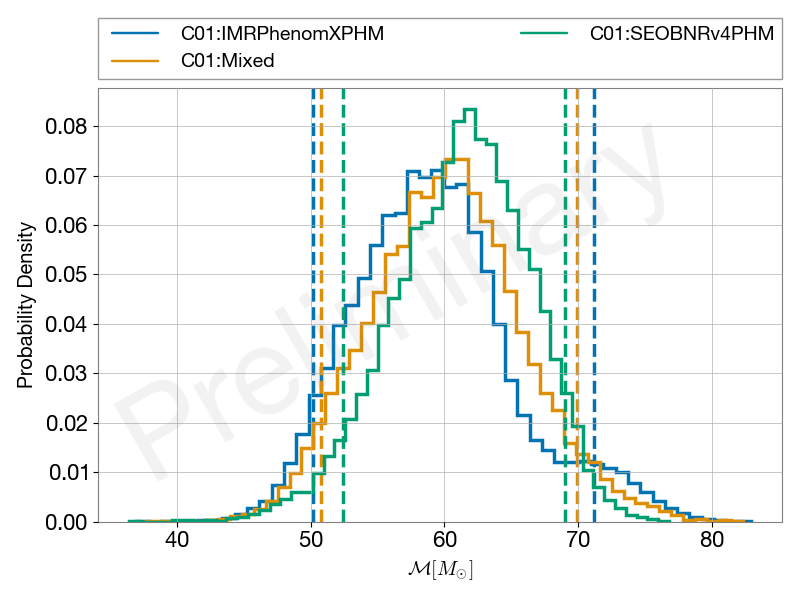 C01:IMRPhenomXPHM
C01:SEOBNRv4PHM
C01:Mixed
0.08
0.07
0.06
0.05
0.04
0.03
0.02
0.01
0.00
Probability Density
Preliminary
40 50 60 70 80
ℳ[M☉]